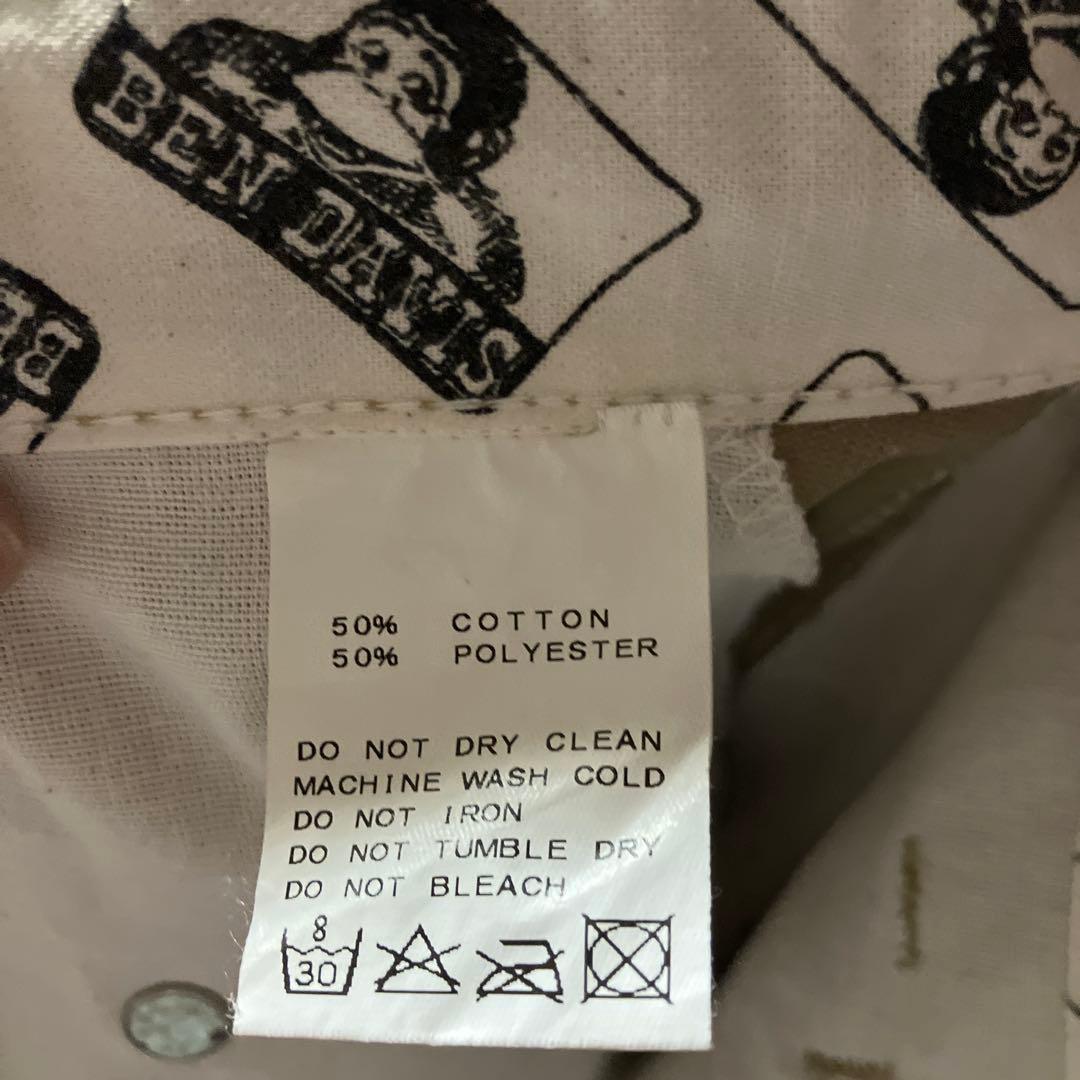 BEN DAVIS
BE
50% COTTON
50% POLYESTER
DO NOT DRY CLEAN
MACHINE WASH COLD
DO NOT IRON
DO NOT TUMBLE DRY
DO NOT BLEACH
8
30